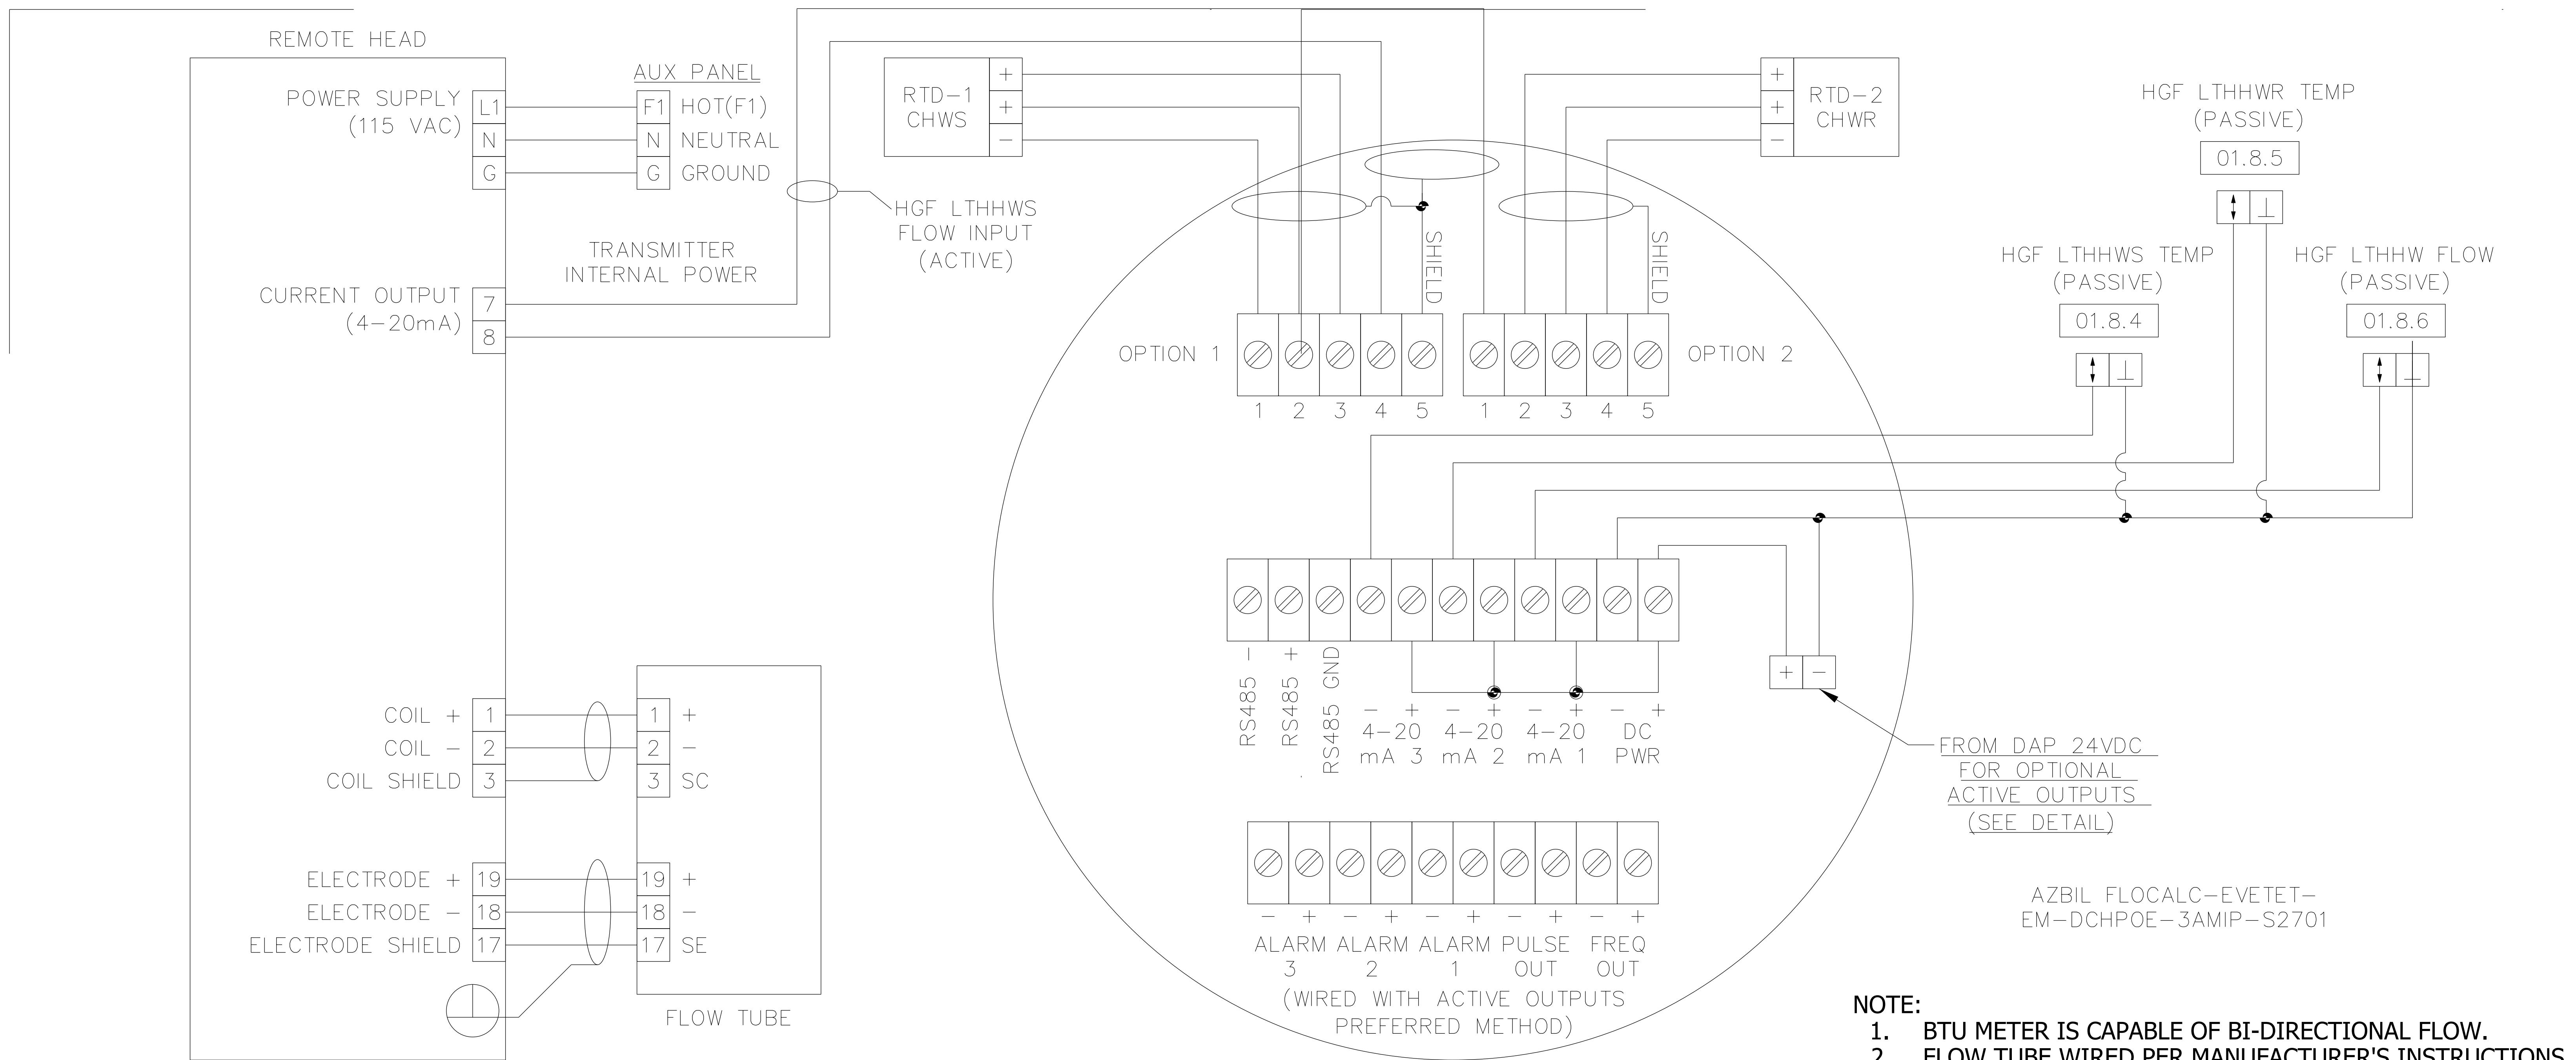 REMOTE HEAD
POWER SUPPLY
(115 VAC)
L1
N
G
AUX PANEL
F1 HOT(F1)
N NEUTRAL
G GROUND
TRANSMITTER
INTERNAL POWER
CURRENT OUTPUT
(4-20mA)
7
8
HGF LTHHWS
FLOW INPUT
(ACTIVE)
RTD-1
CHWS
+
+
-
+
+
-
RTD-2
CHWR
SHIELD
SHIELD
OPTION 1
1 2 3 4 5
OPTION 2
1 2 3 4 5
HGF LTHHWR TEMP
(PASSIVE)
01.8.5
HGF LTHHWS TEMP
(PASSIVE)
01.8.4
HGF LTHHW FLOW
(PASSIVE)
01.8.6
RS485 -
RS485 +
RS485 GND
- + - + - + - +
4-20 4-20 4-20 DC
mA 3 mA 2 mA 1 PWR
+ -
FROM DAP 24VDC
FOR OPTIONAL
ACTIVE OUTPUTS
(SEE DETAIL)
COIL + 1
COIL - 2
COIL SHIELD 3
1 +
2 -
3 SC
ELECTRODE + 19
ELECTRODE - 18
ELECTRODE SHIELD 17
19 +
18 -
17 SE
FLOW TUBE
- + - + - + - + - +
ALARM ALARM ALARM PULSE FREQ
3 2 1 OUT OUT
(WIRED WITH ACTIVE OUTPUTS
PREFERRED METHOD)
AZBIL FLOCALC-EVETET-
EM-DCHPOE-3AMIP-S2701
NOTE:
1. BTU METER IS CAPABLE OF BI-DIRECTIONAL FLOW.
2. FLOW TUBE WIRED PER MANUFACTURER'S INSTRUCTIONS